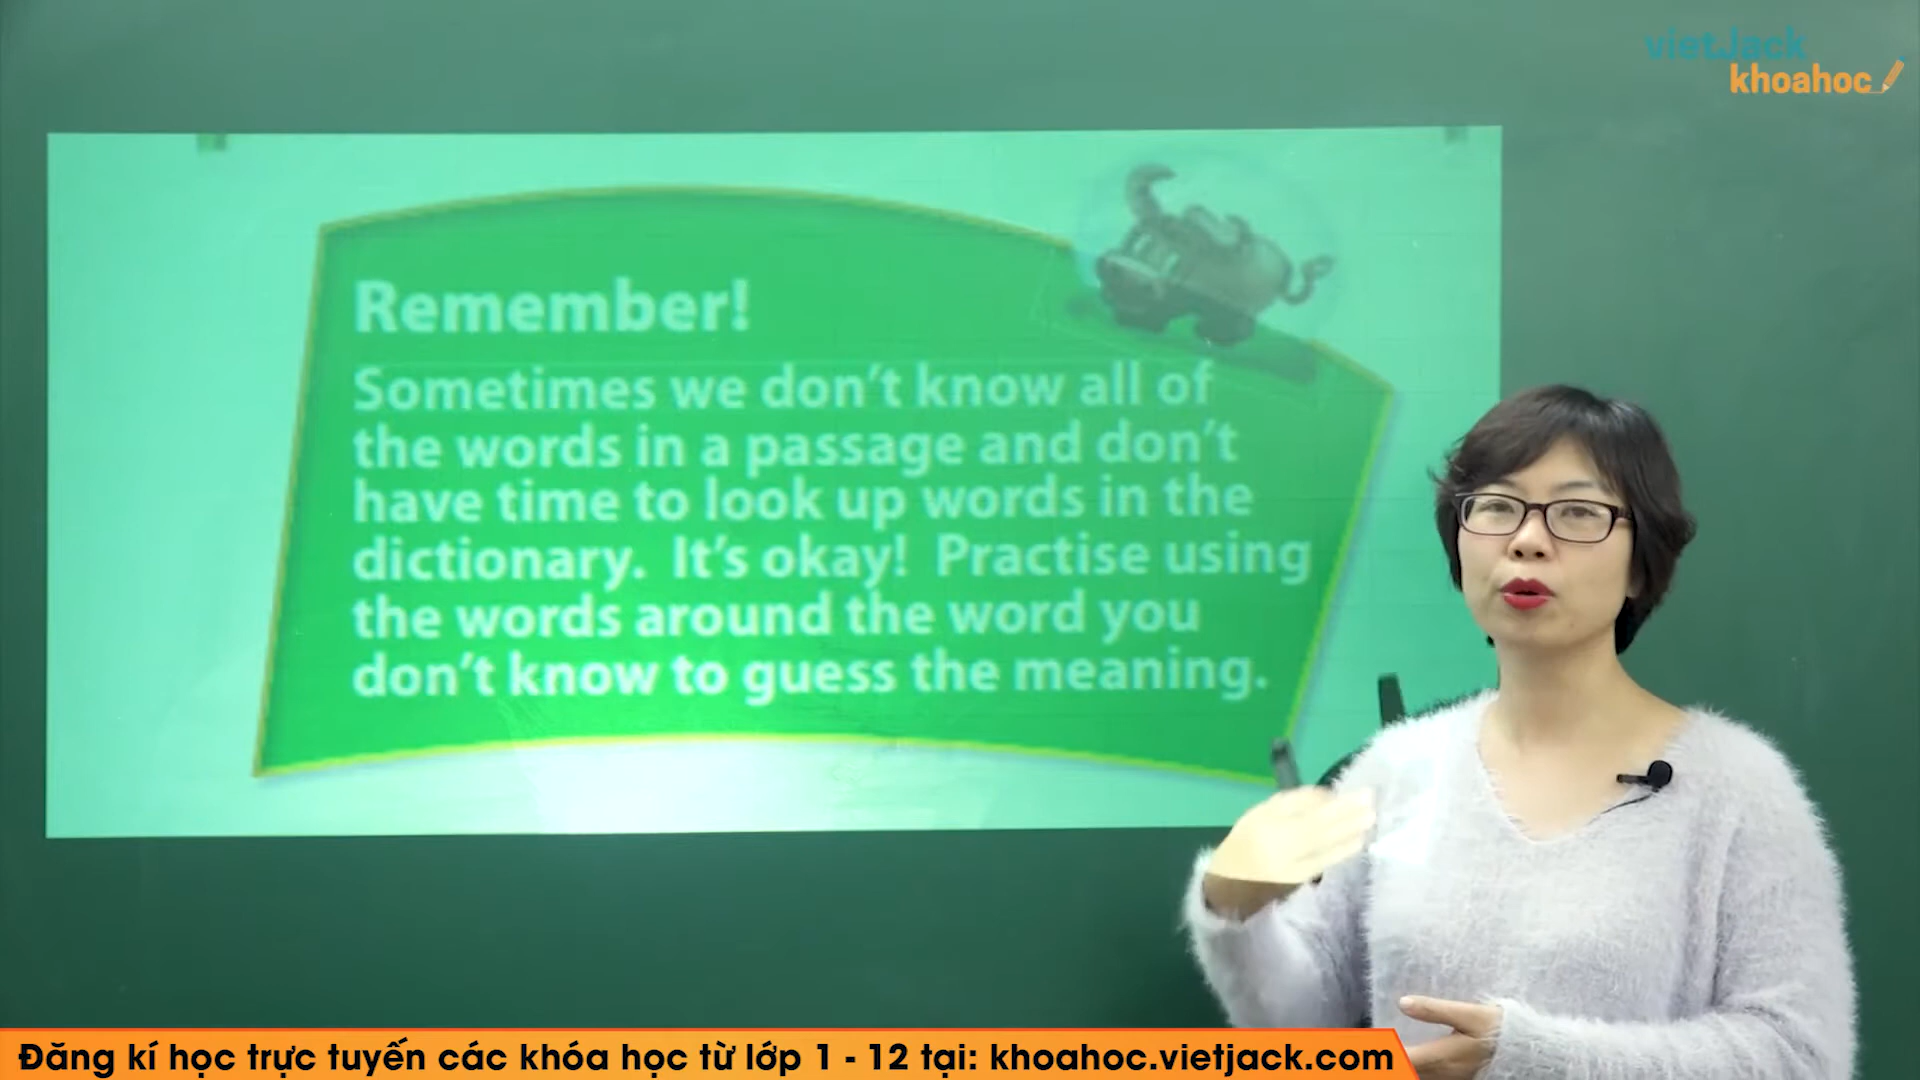 vietJack
khoahoc
Remember!
Sometimes we don't know all of
the words in a passage and don't
have time to look up words in the
dictionary. It's okay! Practise using
the words around the word you
don't know to guess the meaning.
Đăng kí học trực tuyến các khóa học từ lớp 1 - 12 tại: khoahoc.vietjack.com